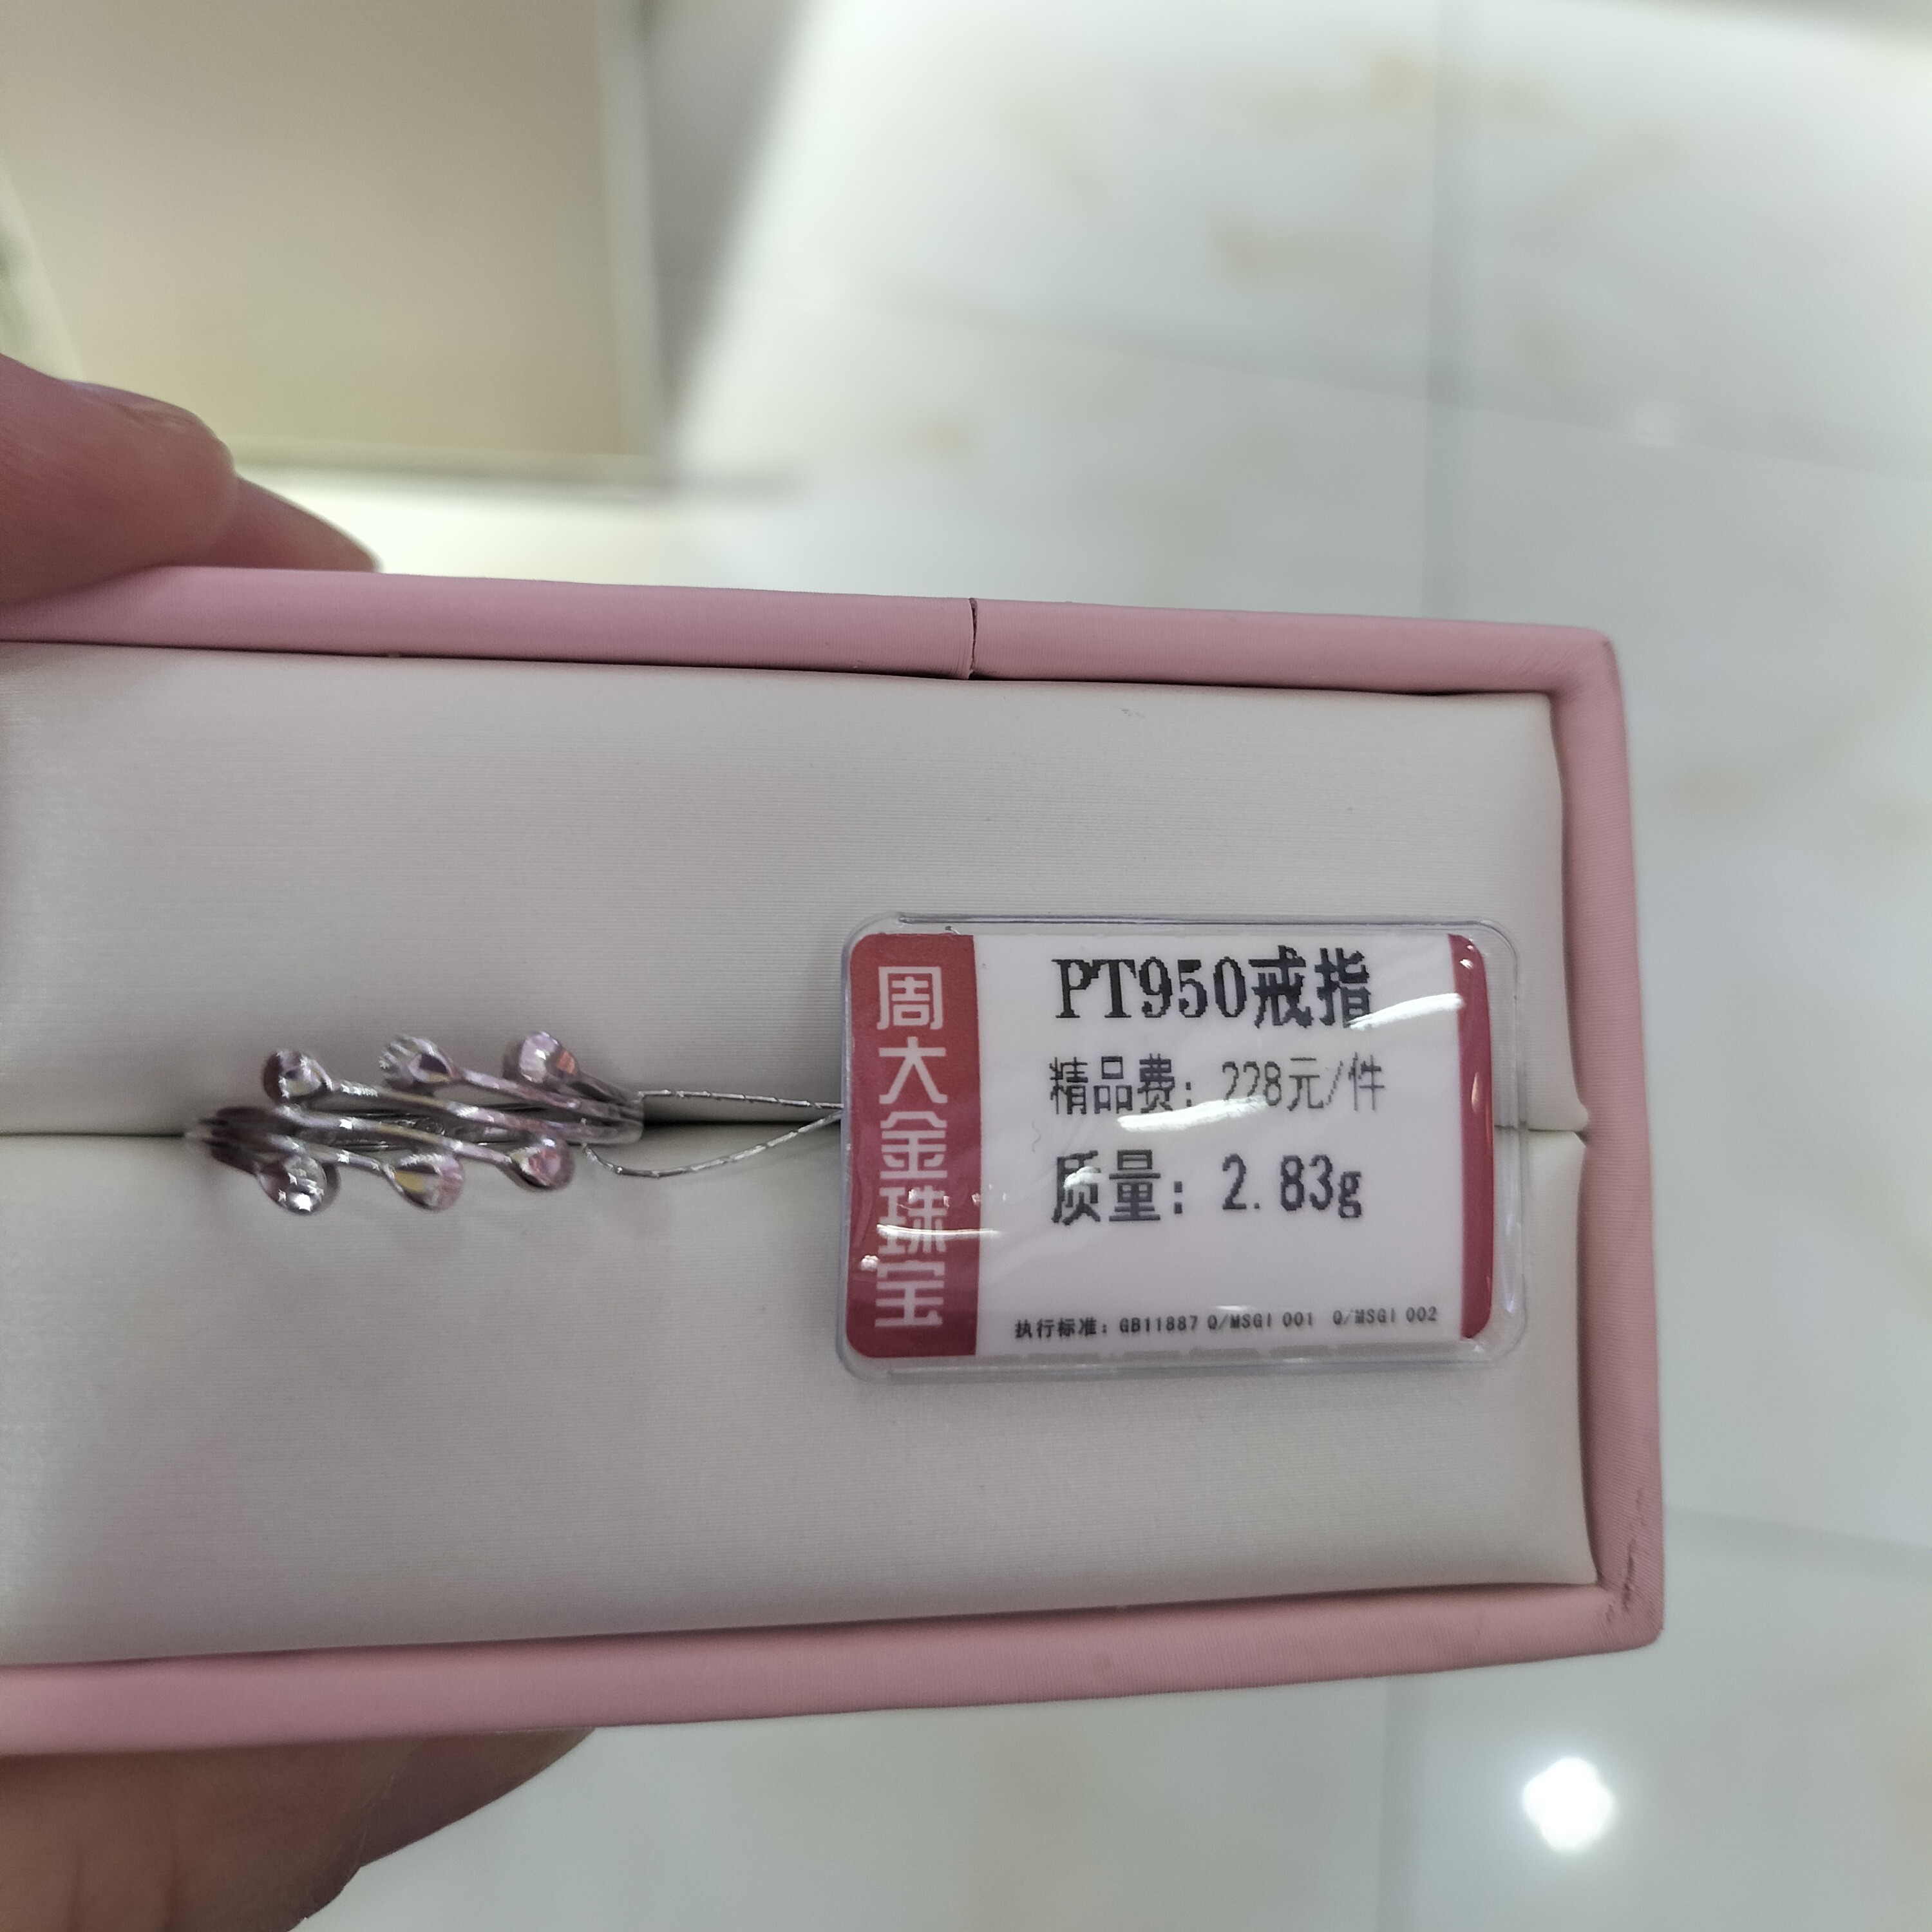 周大金珠宝
PT950戒指
精品费：228元/件
质量：2.83g
执行标准：GB11887 Q/MSGI 001 Q/MSGI 002